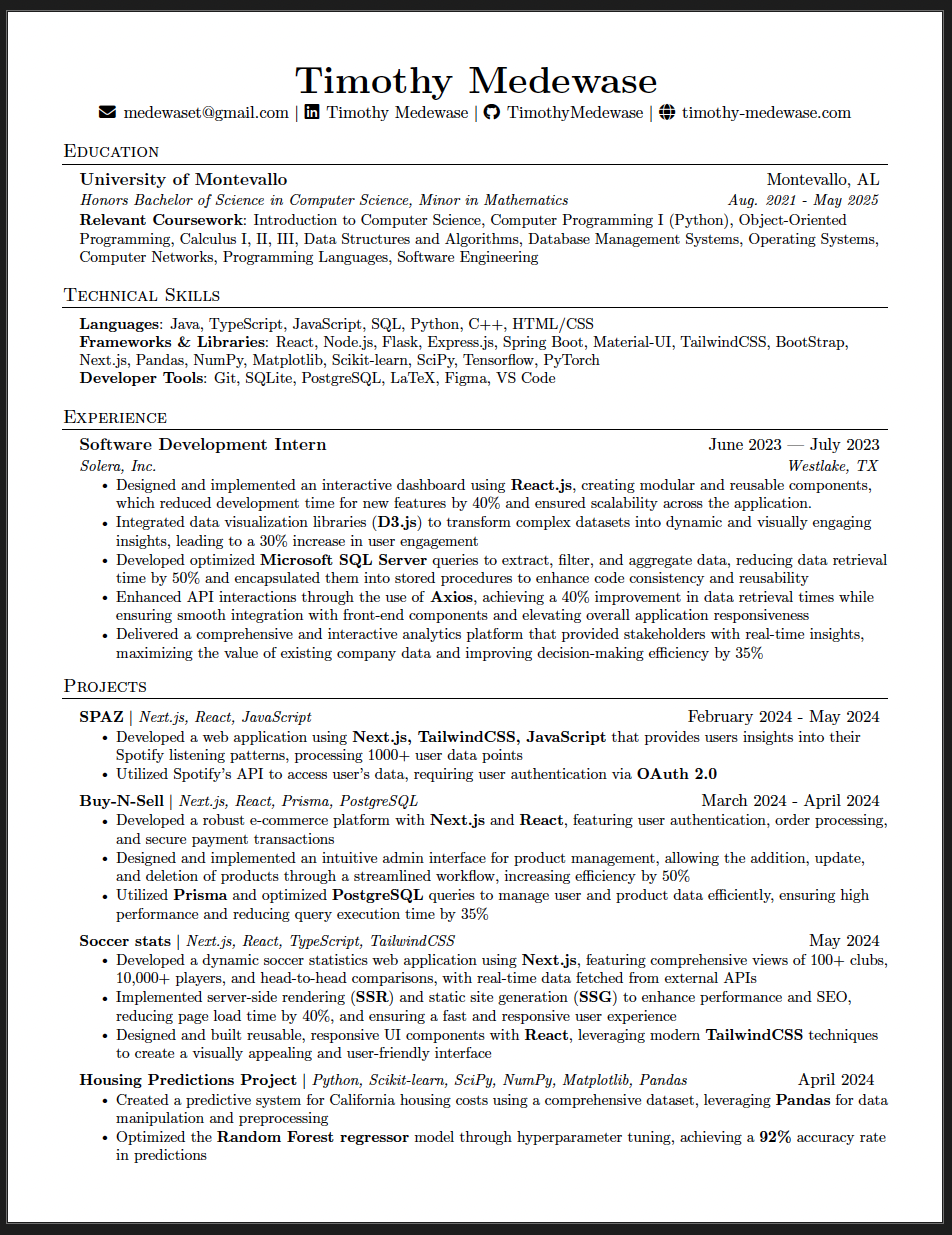 Timothy Medewase
medewaset@gmail.com | Timothy Medewase | TimothyMedewase | timothy-medewase.com
Education
University of Montevallo Montevallo, AL
Honors Bachelor of Science in Computer Science, Minor in Mathematics Aug. 2021 - May 2025
Relevant Coursework: Introduction to Computer Science, Computer Programming I (Python), Object-Oriented
Programming, Calculus I, II, III, Data Structures and Algorithms, Database Management Systems, Operating Systems,
Computer Networks, Programming Languages, Software Engineering
Technical Skills
Languages: Java, TypeScript, JavaScript, SQL, Python, C++, HTML/CSS
Frameworks & Libraries: React, Node.js, Flask, Express.js, Spring Boot, Material-UI, TailwindCSS, BootStrap,
Next.js, Pandas, NumPy, Matplotlib, Scikit-learn, SciPy, Tensorflow, PyTorch
Developer Tools: Git, SQLite, PostgreSQL, LaTeX, Figma, VS Code
Experience
Software Development Intern June 2023 — July 2023
Solera, Inc. Westlake, TX
• Designed and implemented an interactive dashboard using React.js, creating modular and reusable components,
which reduced development time for new features by 40% and ensured scalability across the application.
• Integrated data visualization libraries (D3.js) to transform complex datasets into dynamic and visually engaging
insights, leading to a 30% increase in user engagement
• Developed optimized Microsoft SQL Server queries to extract, filter, and aggregate data, reducing data retrieval
time by 50% and encapsulated them into stored procedures to enhance code consistency and reusability
• Enhanced API interactions through the use of Axios, achieving a 40% improvement in data retrieval times while
ensuring smooth integration with front-end components and elevating overall application responsiveness
• Delivered a comprehensive and interactive analytics platform that provided stakeholders with real-time insights,
maximizing the value of existing company data and improving decision-making efficiency by 35%
Projects
SPAZ | Next.js, React, JavaScript February 2024 - May 2024
• Developed a web application using Next.js, TailwindCSS, JavaScript that provides users insights into their
Spotify listening patterns, processing 1000+ user data points
• Utilized Spotify's API to access user's data, requiring user authentication via OAuth 2.0
Buy-N-Sell | Next.js, React, Prisma, PostgreSQL March 2024 - April 2024
• Developed a robust e-commerce platform with Next.js and React, featuring user authentication, order processing,
and secure payment transactions
• Designed and implemented an intuitive admin interface for product management, allowing the addition, update,
and deletion of products through a streamlined workflow, increasing efficiency by 50%
• Utilized Prisma and optimized PostgreSQL queries to manage user and product data efficiently, ensuring high
performance and reducing query execution time by 35%
Soccer stats | Next.js, React, TypeScript, TailwindCSS May 2024
• Developed a dynamic soccer statistics web application using Next.js, featuring comprehensive views of 100+ clubs,
10,000+ players, and head-to-head comparisons, with real-time data fetched from external APIs
• Implemented server-side rendering (SSR) and static site generation (SSG) to enhance performance and SEO,
reducing page load time by 40%, and ensuring a fast and responsive user experience
• Designed and built reusable, responsive UI components with React, leveraging modern TailwindCSS techniques
to create a visually appealing and user-friendly interface
Housing Predictions Project | Python, Scikit-learn, SciPy, NumPy, Matplotlib, Pandas April 2024
• Created a predictive system for California housing costs using a comprehensive dataset, leveraging Pandas for data
manipulation and preprocessing
• Optimized the Random Forest regressor model through hyperparameter tuning, achieving a 92% accuracy rate
in predictions